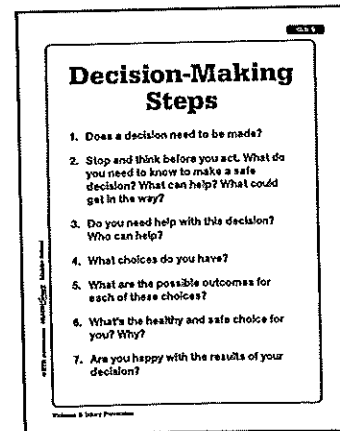 Decision-Making
Steps
1. Does a decision need to be made?
2. Stop and think before you act. What do
you need to know to make a safe
decision? What can help? What could
get in the way?
3. Do you need help with this decision?
Who can help?
4. What choices do you have?
5. What are the possible outcomes for
each of these choices?
6. What's the healthy and safe choice for
you? Why?
7. Are you happy with the results of your
decision?
Violence & Injury Prevention